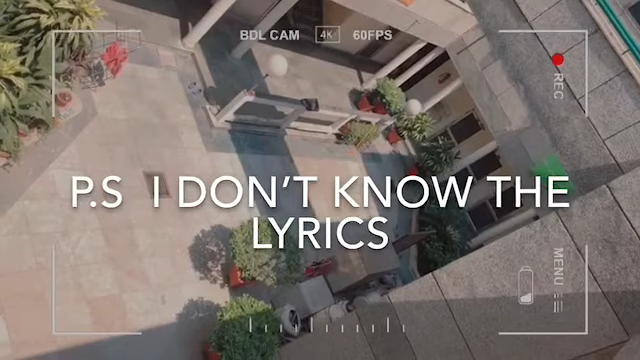 BDL CAM 4K 60FPS
REC
P.S I DON'T KNOW THE
LYRICS
MENU